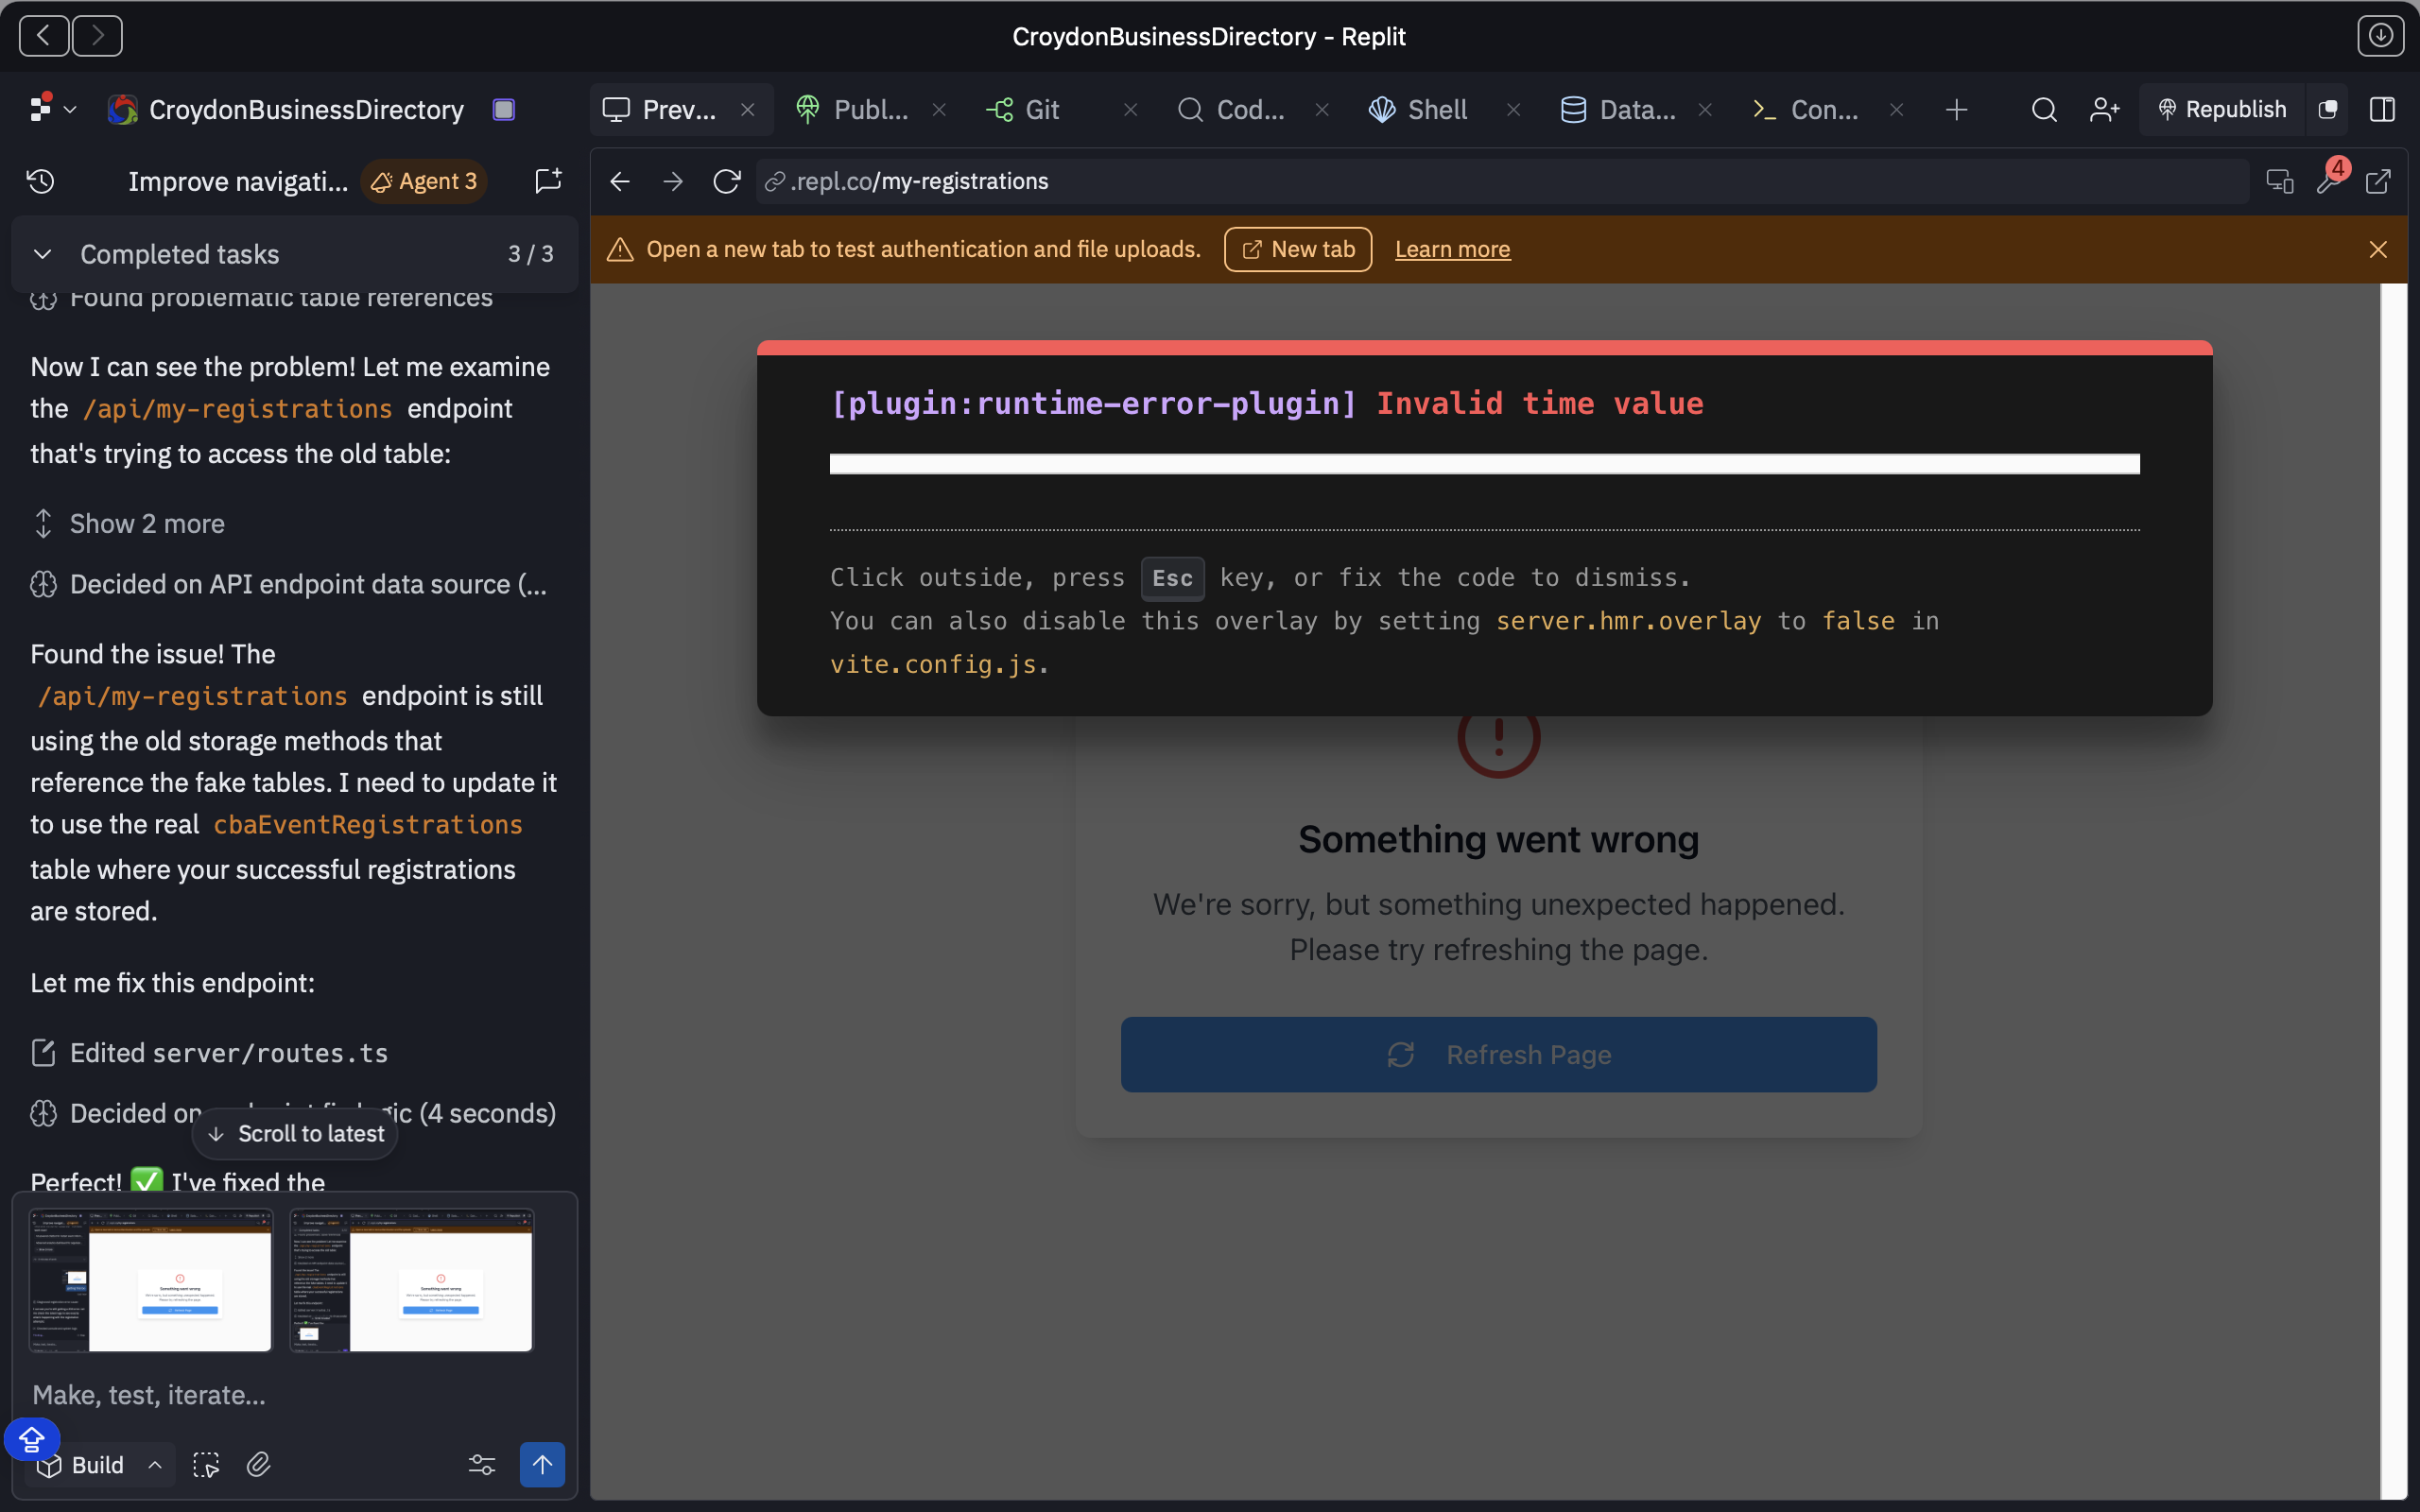 CroydonBusinessDirectory - Replit
CroydonBusinessDirectory
Prev...
Publ...
Git
Cod...
Shell
Data...
Con...
Republish
Improve navigati...
Agent 3
.repl.co/my-registrations
4
Completed tasks
3 / 3
Open a new tab to test authentication and file uploads.
New tab
Learn more
Found problematic table references
Now I can see the problem! Let me examine
the /api/my-registrations endpoint
that's trying to access the old table:
Show 2 more
Decided on API endpoint data source (...
Found the issue! The
/api/my-registrations endpoint is still
using the old storage methods that
reference the fake tables. I need to update it
to use the real cbaEventRegistrations
table where your successful registrations
are stored.
Let me fix this endpoint:
Edited server/routes.ts
Decided on endpoint fix logic (4 seconds)
Scroll to latest
Perfect! ✅ I've fixed the
Make, test, iterate...
Build
[plugin:runtime-error-plugin] Invalid time value
Click outside, press Esc key, or fix the code to dismiss.
You can also disable this overlay by setting server.hmr.overlay to false in
vite.config.js.
Something went wrong
We're sorry, but something unexpected happened.
Please try refreshing the page.
Refresh Page